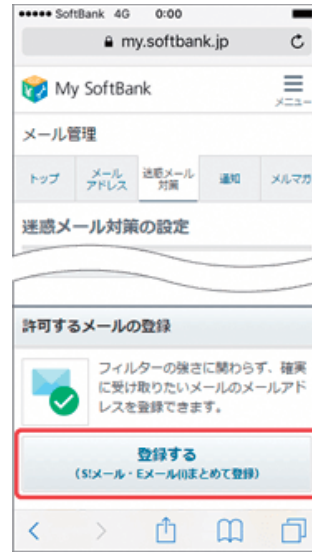 ●●●●● SoftBank 4G 0:00
my.softbank.jp
My SoftBank
メニュー
メール管理
トップ
メール
アドレス
迷惑メール
対策
通知
メルマガ
迷惑メール対策の設定
許可するメールの登録
フィルターの強さに関わらず、確実
に受け取りたいメールのメールアド
レスを登録できます。
登録する
(S!メール・Eメール(i)まとめて登録)